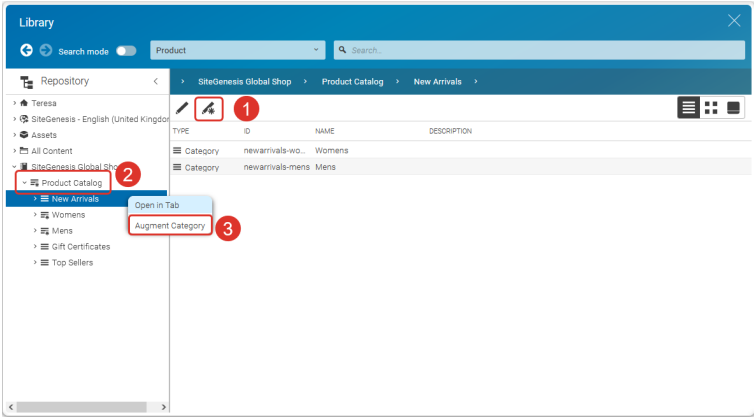 Library
Search mode
Product
Search...
Repository
SiteGenesis Global Shop > Product Catalog > New Arrivals >
1
Teresa
SiteGenesis - English (United Kingdor
TYPE ID NAME DESCRIPTION
Assets
All Content
Category newarrivals-wo... Womens
SiteGenesis Global Sho
Category newarrivals-mens Mens
2
Product Catalog
New Arrivals
Open in Tab
Womens
Augment Category
3
Mens
Gift Certificates
Top Sellers